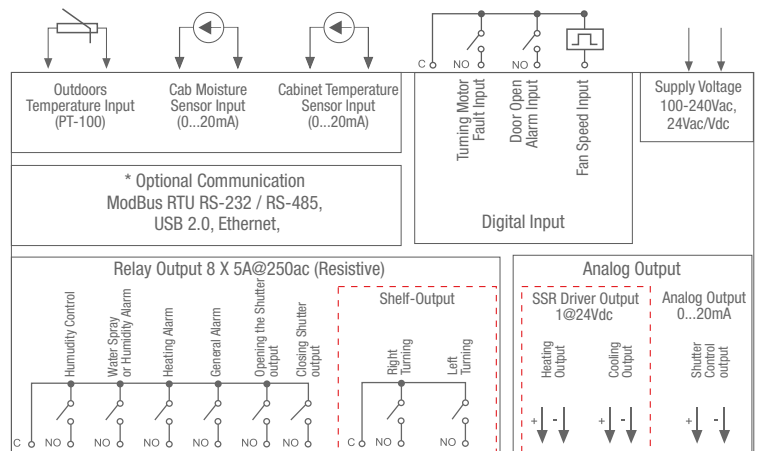 C
NO
NO
Outdoors
Temperature Input
(PT-100)
Cab Moisture
Sensor Input
(0...20mA)
Cabinet Temperature
Sensor Input
(0...20mA)
Turning Motor
Fault Input
Door Open
Alarm Input
Fan Speed Input
Digital Input
Supply Voltage
100-240Vac,
24Vac/Vdc
* Optional Communication
ModBus RTU RS-232 / RS-485,
USB 2.0, Ethernet,
Relay Output 8 X 5A@250ac (Resistive)
Humudity Control
Water Spray
or Humidity Alarm
Heating Alarm
General Alarm
Opening the Shutter
output
Closing Shutter
output
C
NO
NO
NO
NO
NO
NO
Shelf-Output
Right
Turning
Left
Turning
C
NO
NO
Analog Output
SSR Driver Output
1@24Vdc
Heating
Output
Cooling
Output
+ -
+ -
Analog Output
0...20mA
Shutter
Control
output
+ -